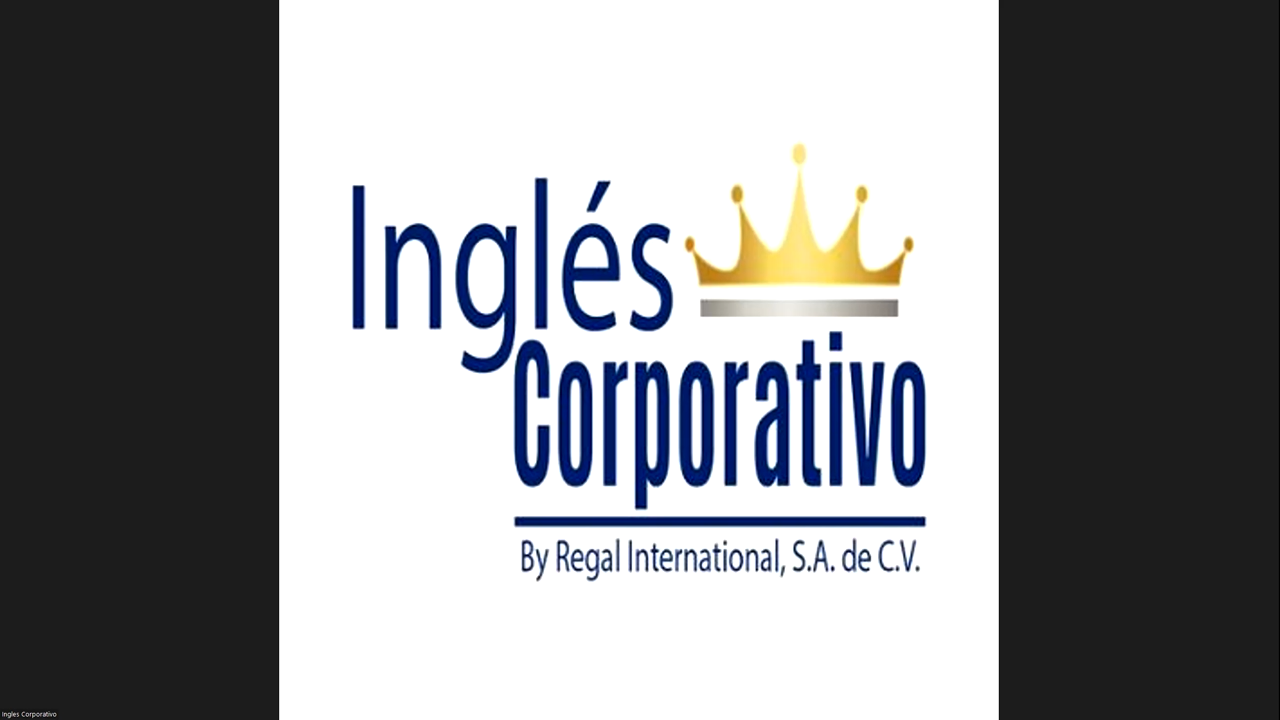 Inglés
Corporativo
By Regal International, S.A. de C.V.
Ingles Corporativo